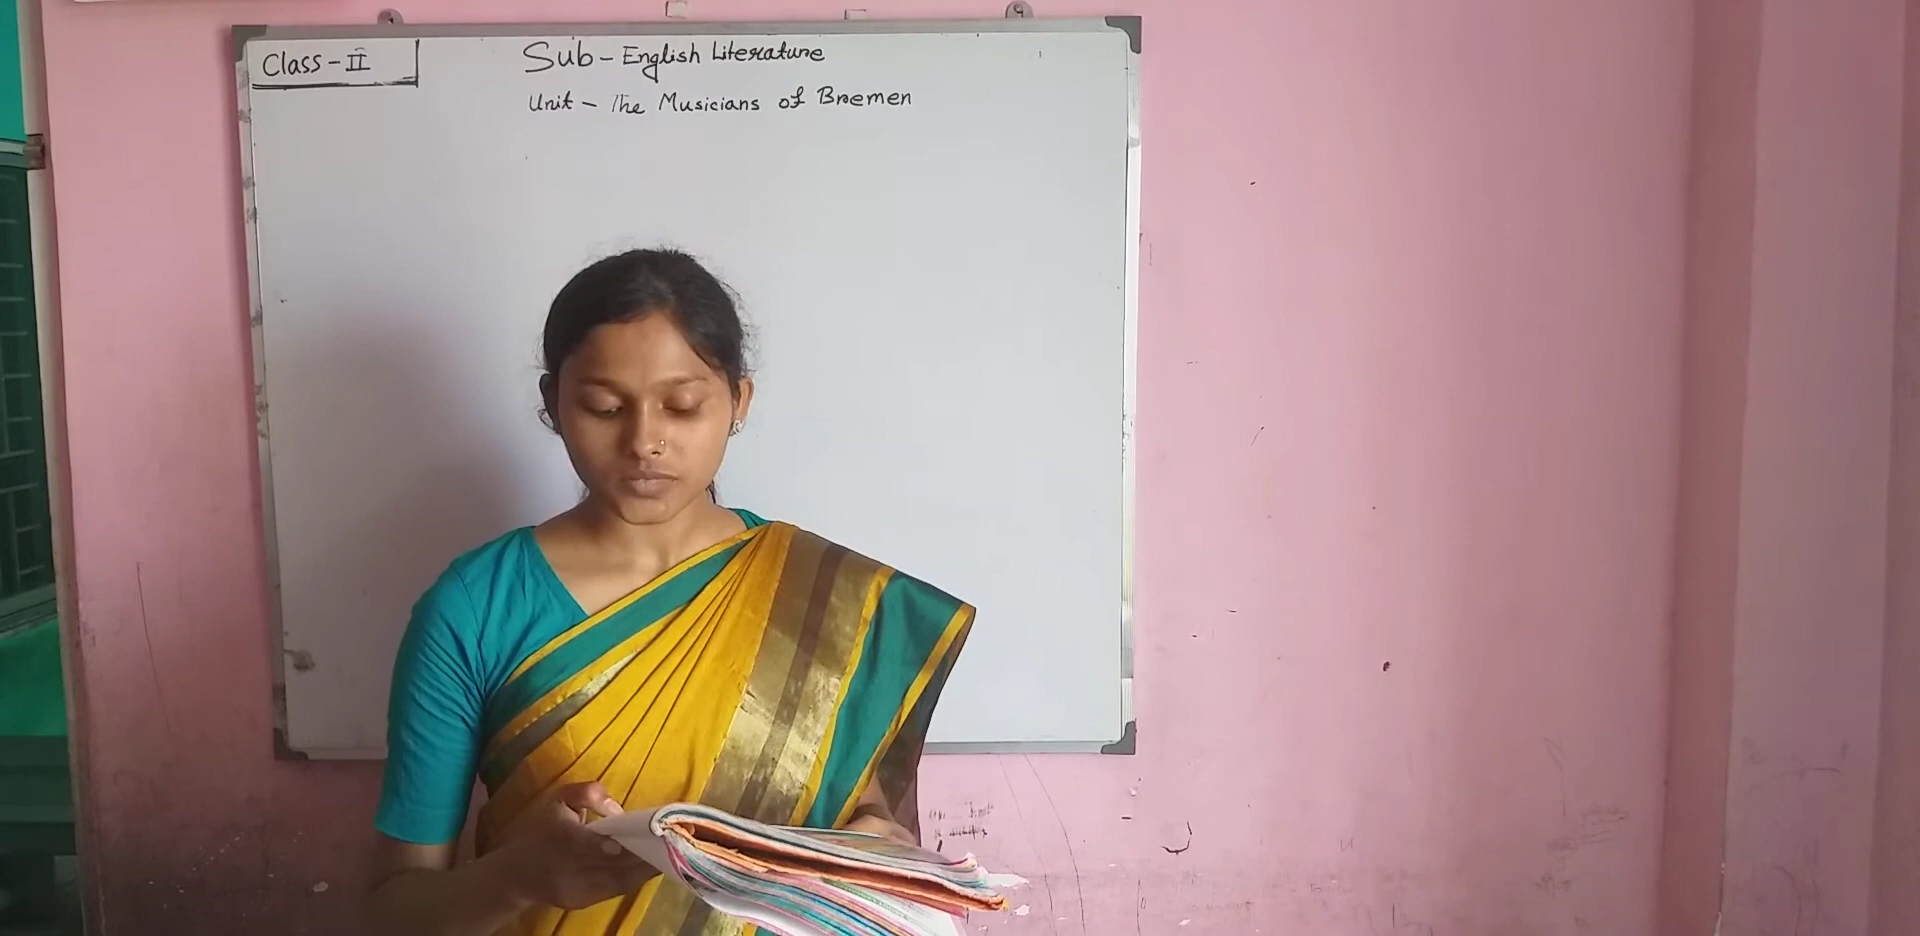 Class - II
Sub - English Literature
Unit - The Musicians of Bremen